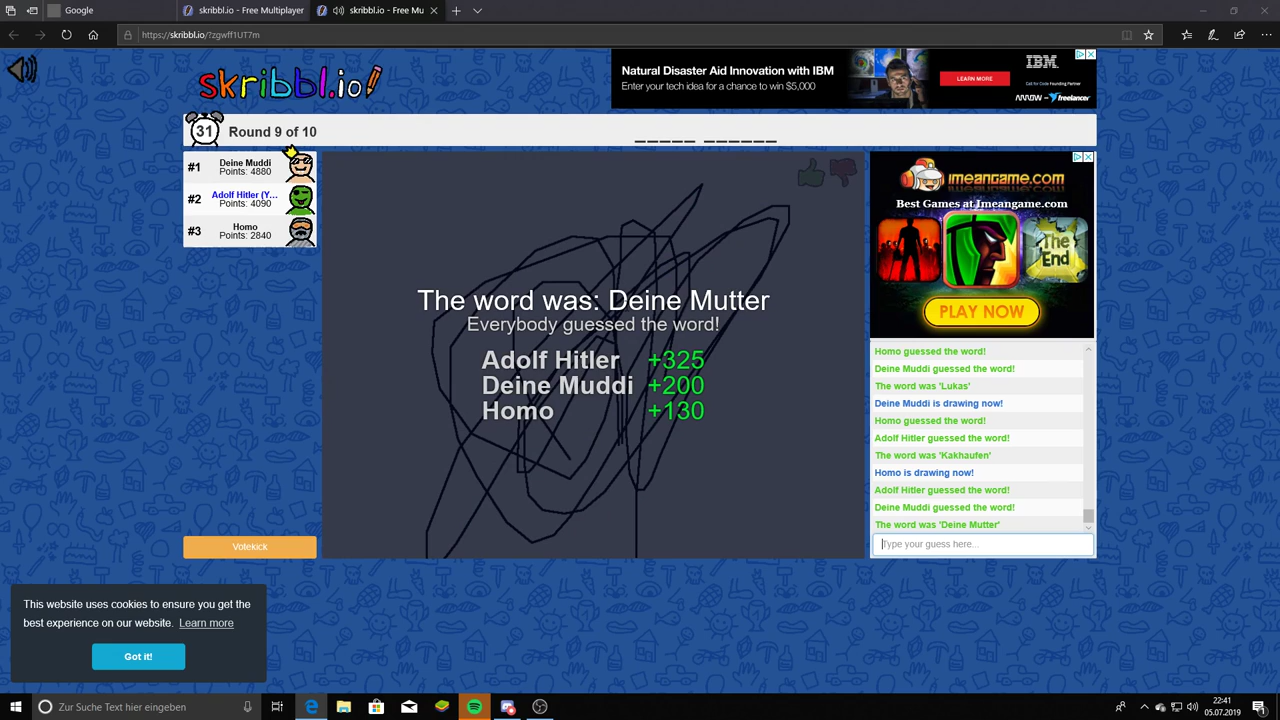 Google
skribbl.io - Free Multiplayer
skribbl.io - Free Mu
https://skribbl.io/?zgwff1UT7m
skribbl.io!
Natural Disaster Aid Innovation with IBM
Enter your tech idea for a chance to win $5,000
LEARN MORE
IBM
Call for Code Founding Partner
ARROW
freelancer
31
Round 9 of 10
#1
Deine Muddi
Points: 4880
#2
Adolf Hitler (Y...
Points: 4090
#3
Homo
Points: 2840
The word was: Deine Mutter
Everybody guessed the word!
Adolf Hitler +325
Deine Muddi +200
Homo +130
imeangame.com
Best Games at Imeangame.com
The End
PLAY NOW
Homo guessed the word!
Deine Muddi guessed the word!
The word was 'Lukas'
Deine Muddi is drawing now!
Homo guessed the word!
Adolf Hitler guessed the word!
The word was 'Kakhaufen'
Homo is drawing now!
Adolf Hitler guessed the word!
Deine Muddi guessed the word!
The word was 'Deine Mutter'
Type your guess here...
Votekick
This website uses cookies to ensure you get the
best experience on our website. Learn more
Got it!
Zur Suche Text hier eingeben
22:41
05.07.2019
1